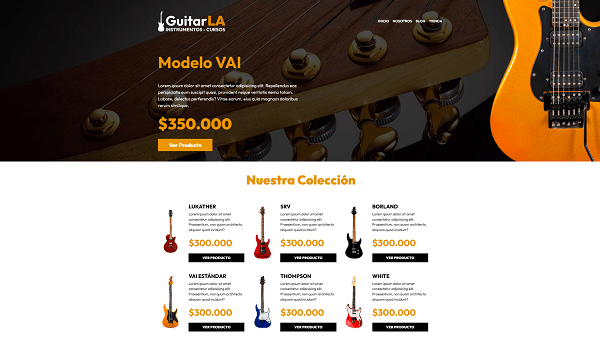 GuitarLA
INSTRUMENTOS - CURSOS
INICIO NOSOTROS BLOG TIENDA
Modelo VAI
Lorem ipsum dolor sit amet consectetur adipisicing elit. Repellendus eos
perspiciatis eum suscipit quasi, provident neque veritatis nemo totam.
Labore, delectus perferendis? Vitae earum, eius quia magnam doloribus
rerum similique.
$350.000
Ver Producto
Nuestra Colección
LUKATHER
Lorem ipsum dolor sit amet
consectetur adipisicing elit.
Praesentium, non quam architecto
aliquam quibusdam incidunt?
$300.000
VER PRODUCTO
SRV
Lorem ipsum dolor sit amet
consectetur adipisicing elit.
Praesentium, non quam architecto
aliquam quibusdam incidunt?
$300.000
VER PRODUCTO
BORLAND
Lorem ipsum dolor sit amet
consectetur adipisicing elit.
Praesentium, non quam architecto
aliquam quibusdam incidunt?
$300.000
VER PRODUCTO
VAI ESTÁNDAR
Lorem ipsum dolor sit amet
consectetur adipisicing elit.
Praesentium, non quam architecto
aliquam quibusdam incidunt?
$300.000
VER PRODUCTO
THOMPSON
Lorem ipsum dolor sit amet
consectetur adipisicing elit.
Praesentium, non quam architecto
aliquam quibusdam incidunt?
$300.000
VER PRODUCTO
WHITE
Lorem ipsum dolor sit amet
consectetur adipisicing elit.
Praesentium, non quam architecto
aliquam quibusdam incidunt?
$300.000
VER PRODUCTO